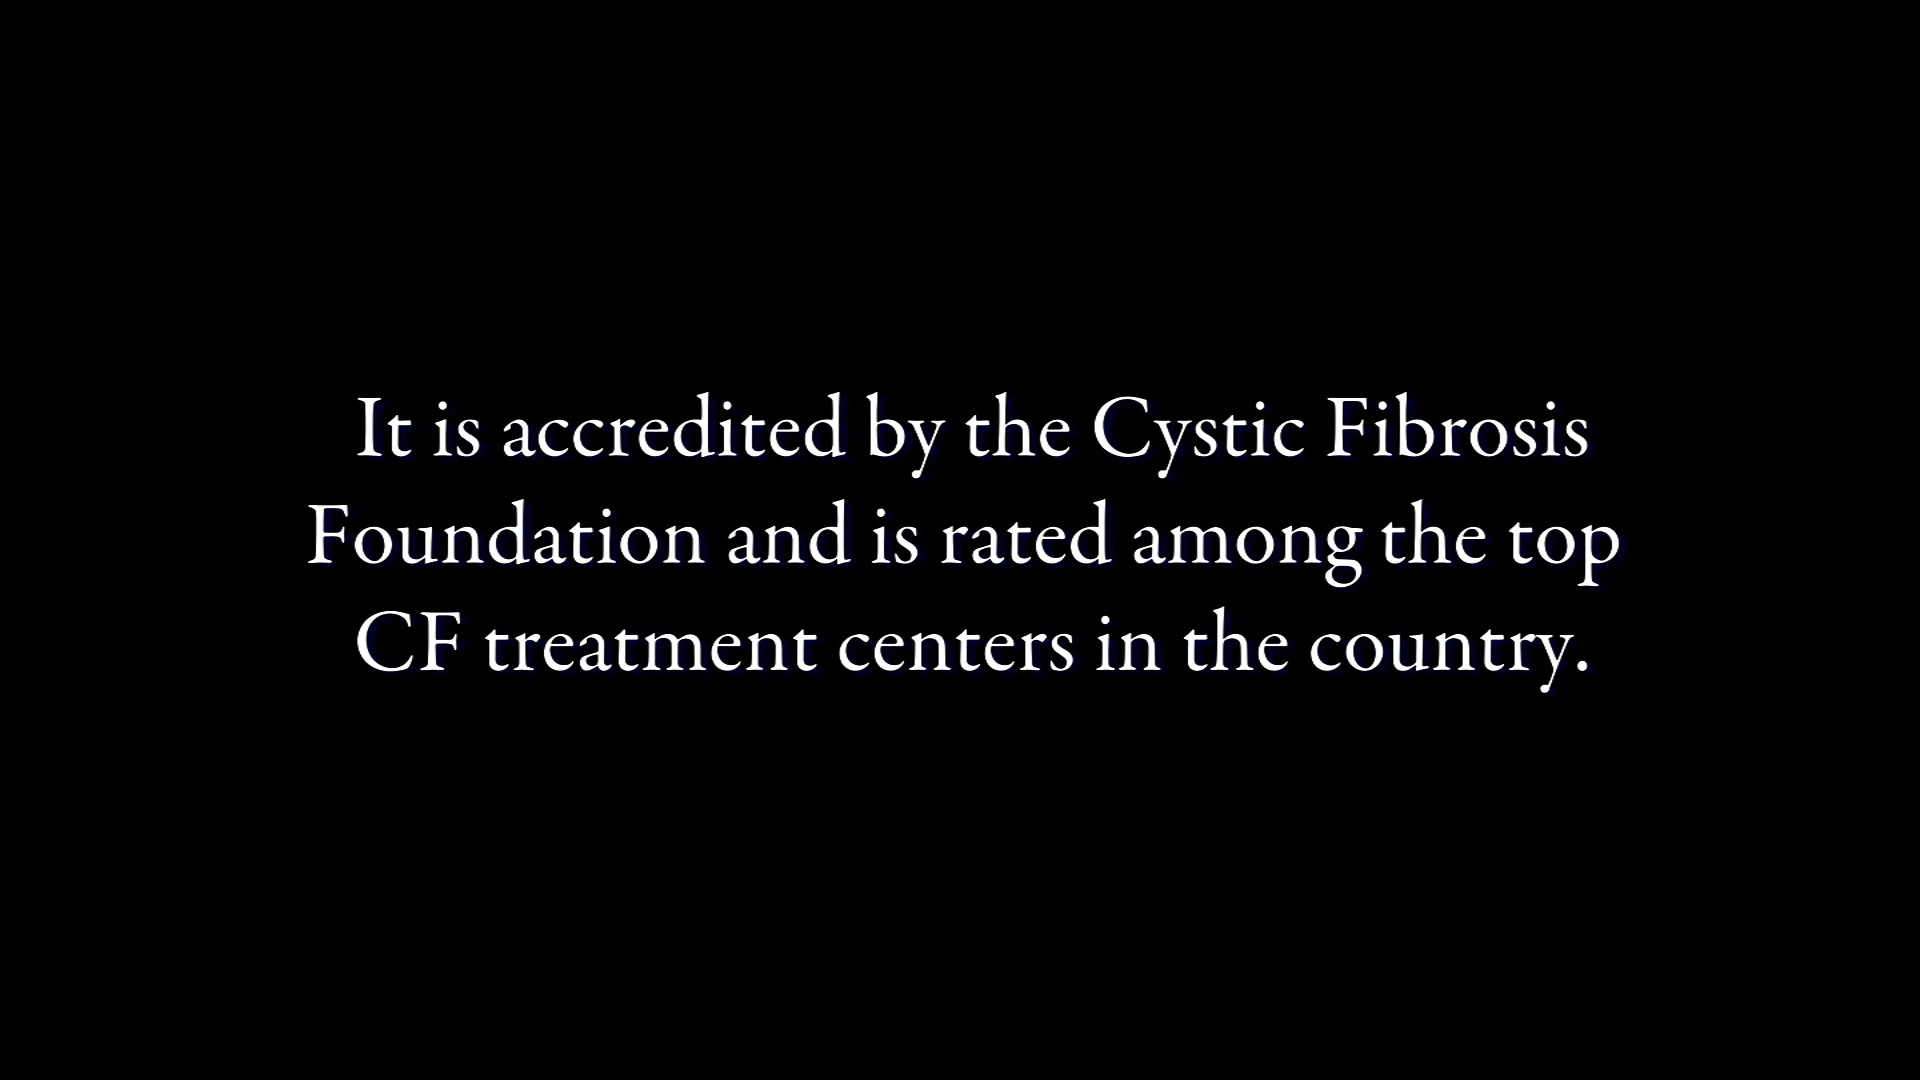 It is accredited by the Cystic Fibrosis
Foundation and is rated among the top
CF treatment centers in the country.